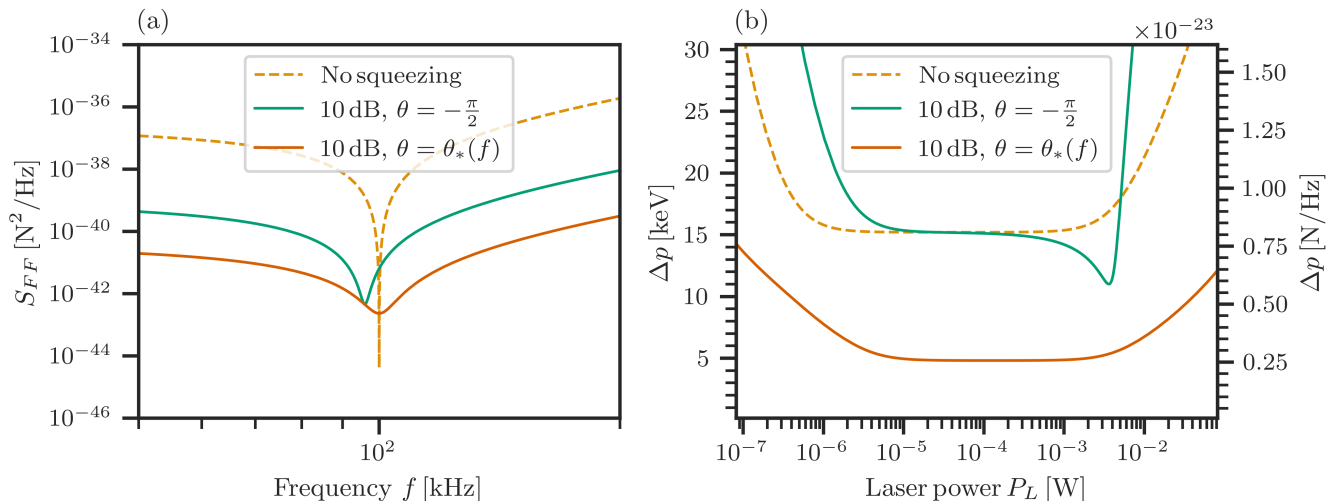 (a)
10⁻³⁴
10⁻³⁶
10⁻³⁸
10⁻⁴⁰
10⁻⁴²
10⁻⁴⁴
10⁻⁴⁶
S_FF [N²/Hz]
No squeezing
10 dB, θ = −π/2
10 dB, θ = θ_*(f)
10²
Frequency f [kHz]
(b)
×10⁻²³
30
25
20
15
10
5
Δp [keV]
No squeezing
10 dB, θ = −π/2
10 dB, θ = θ_*(f)
1.50
1.25
1.00
0.75
0.50
0.25
Δp [N/Hz]
10⁻⁷
10⁻⁶
10⁻⁵
10⁻⁴
10⁻³
10⁻²
Laser power P_L [W]